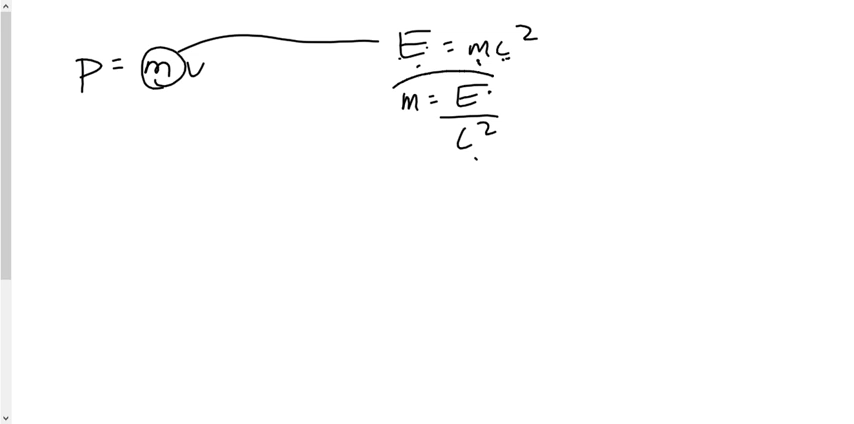 P = mv
E = mc²
m = E / c²